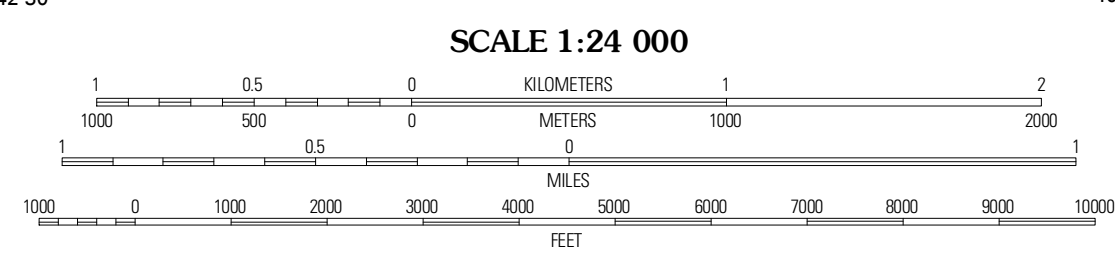 SCALE 1:24 000
1 0.5 0 KILOMETERS 1 2
1000 500 0 METERS 1000 2000
1 0.5 0 1
MILES
1000 0 1000 2000 3000 4000 5000 6000 7000 8000 9000 10000
FEET